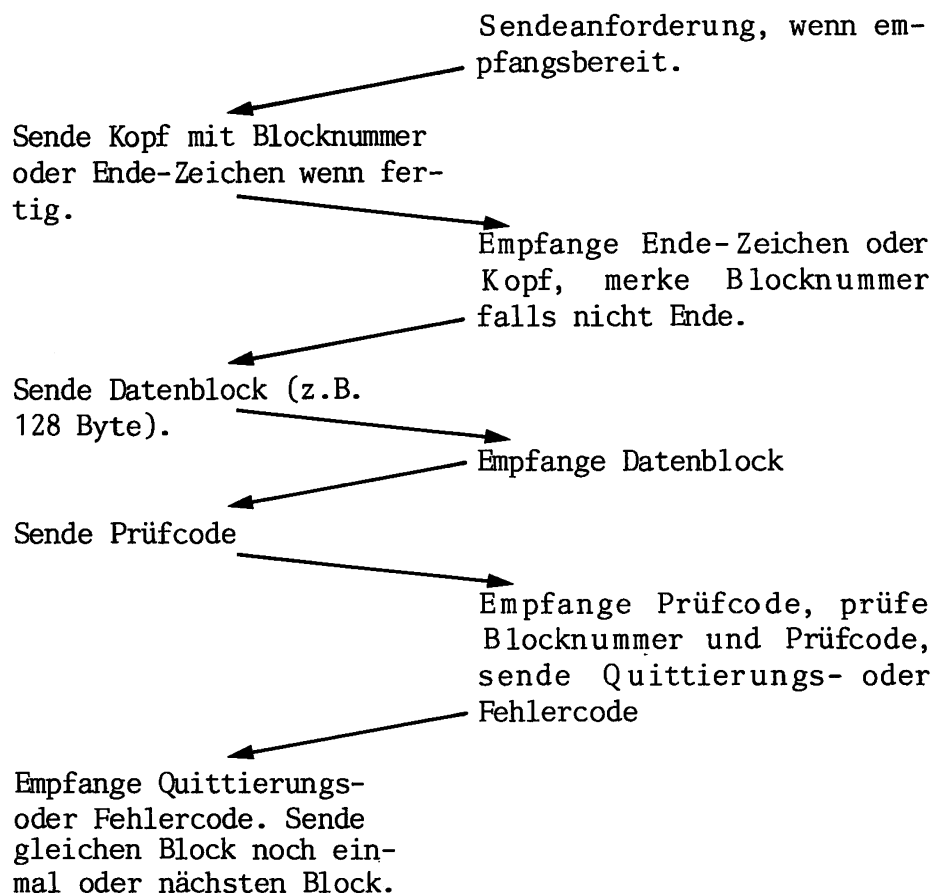 Sendeanforderung, wenn em-
pfangsbereit.
Sende Kopf mit Blocknummer
oder Ende-Zeichen wenn fer-
tig.
Empfange Ende-Zeichen oder
Kopf, merke Blocknummer
falls nicht Ende.
Sende Datenblock (z.B.
128 Byte).
Empfange Datenblock
Sende Prüfcode
Empfange Prüfcode, prüfe
Blocknummer und Prüfcode,
sende Quittierungs- oder
Fehlercode
Empfange Quittierungs-
oder Fehlercode. Sende
gleichen Block noch ein-
mal oder nächsten Block.